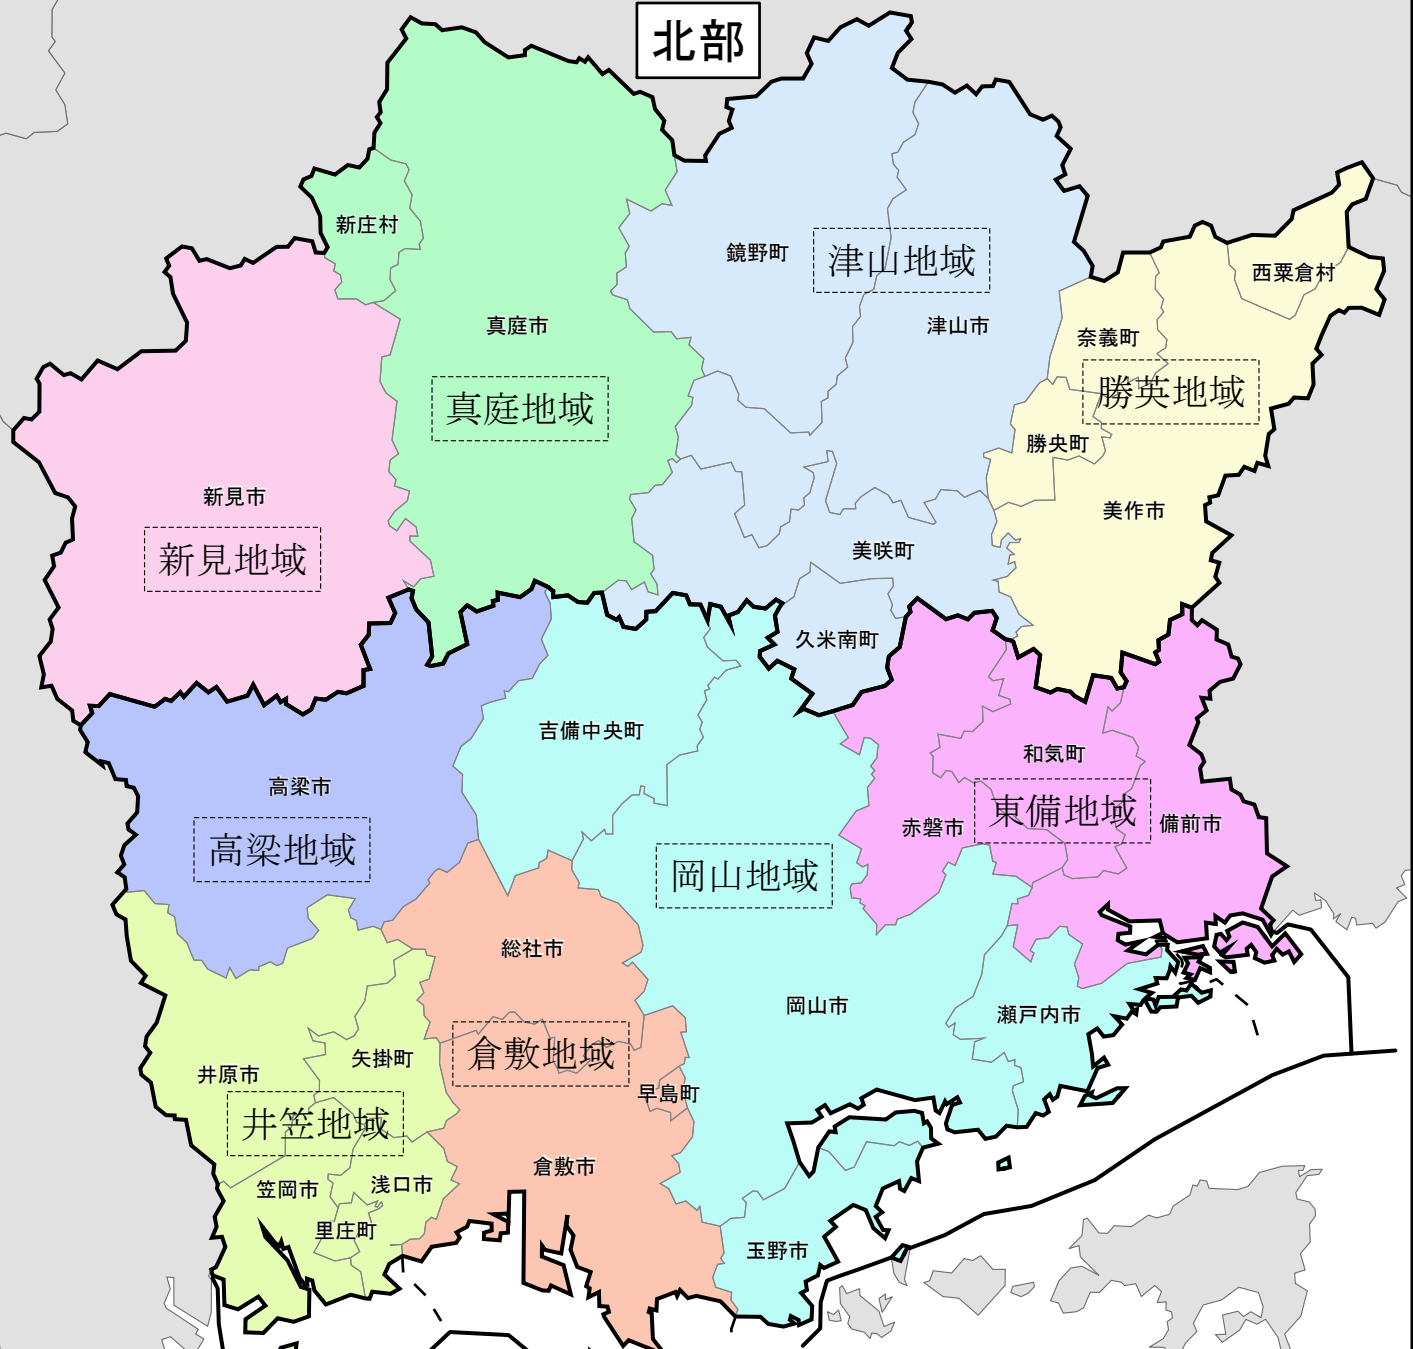 北部
新庄村
鏡野町
津山地域
西粟倉村
真庭市
津山市
奈義町
真庭地域
勝英地域
勝央町
新見市
美作市
新見地域
美咲町
久米南町
吉備中央町
和気町
高梁市
東備地域
赤磐市
備前市
高梁地域
岡山地域
総社市
岡山市
瀬戸内市
倉敷地域
矢掛町
井原市
早島町
井笠地域
倉敷市
浅口市
笠岡市
里庄町
玉野市